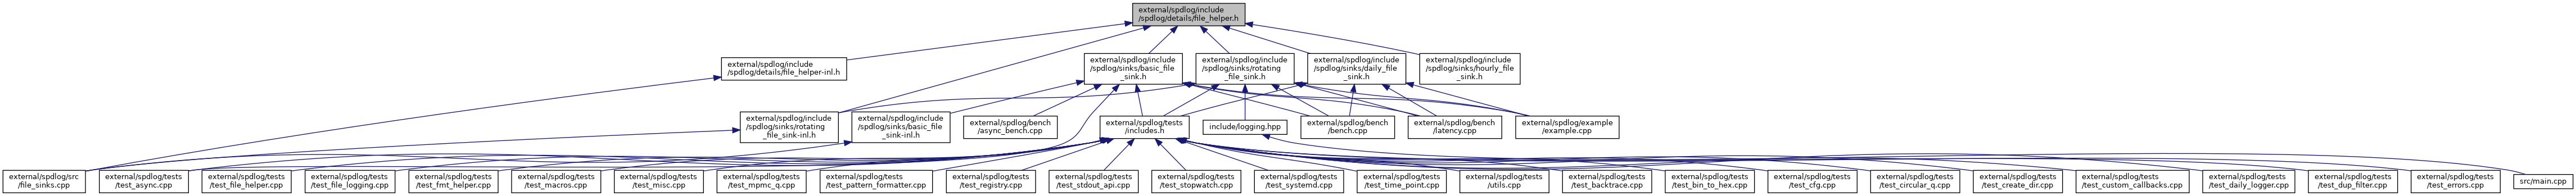 external/spdlog/include
/spdlog/details/file_helper.h
external/spdlog/include
/spdlog/details/file_helper-inl.h
external/spdlog/include
/spdlog/sinks/basic_file
_sink.h
external/spdlog/include
/spdlog/sinks/rotating
_file_sink.h
external/spdlog/include
/spdlog/sinks/daily_file
_sink.h
external/spdlog/include
/spdlog/sinks/hourly_file
_sink.h
external/spdlog/include
/spdlog/sinks/rotating
_file_sink-inl.h
external/spdlog/include
/spdlog/sinks/basic_file
_sink-inl.h
external/spdlog/bench
/async_bench.cpp
external/spdlog/tests
/includes.h
include/logging.hpp
external/spdlog/bench
/bench.cpp
external/spdlog/bench
/latency.cpp
external/spdlog/example
/example.cpp
external/spdlog/src
/file_sinks.cpp
external/spdlog/tests
/test_async.cpp
external/spdlog/tests
/test_file_helper.cpp
external/spdlog/tests
/test_file_logging.cpp
external/spdlog/tests
/test_fmt_helper.cpp
external/spdlog/tests
/test_macros.cpp
external/spdlog/tests
/test_misc.cpp
external/spdlog/tests
/test_mpmc_q.cpp
external/spdlog/tests
/test_pattern_formatter.cpp
external/spdlog/tests
/test_registry.cpp
external/spdlog/tests
/test_stdout_api.cpp
external/spdlog/tests
/test_stopwatch.cpp
external/spdlog/tests
/test_systemd.cpp
external/spdlog/tests
/test_time_point.cpp
external/spdlog/tests
/utils.cpp
external/spdlog/tests
/test_backtrace.cpp
external/spdlog/tests
/test_bin_to_hex.cpp
external/spdlog/tests
/test_cfg.cpp
external/spdlog/tests
/test_circular_q.cpp
external/spdlog/tests
/test_create_dir.cpp
external/spdlog/tests
/test_custom_callbacks.cpp
external/spdlog/tests
/test_daily_logger.cpp
external/spdlog/tests
/test_dup_filter.cpp
external/spdlog/tests
/test_errors.cpp
src/main.cpp